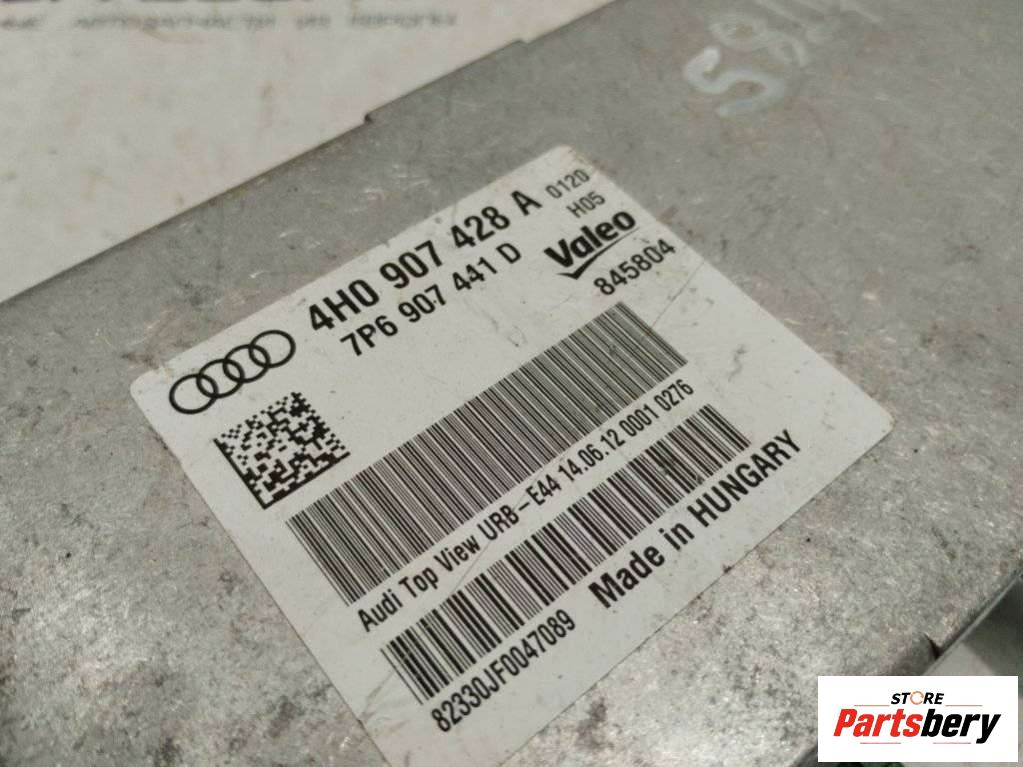 4H0 907 428 A 0120
7P6 907 441 D H05
Valeo
845804
Audi Top View URB-E44 14.06.12 0001 0276
82330JF0047089 Made in HUNGARY
STORE
Partsbery